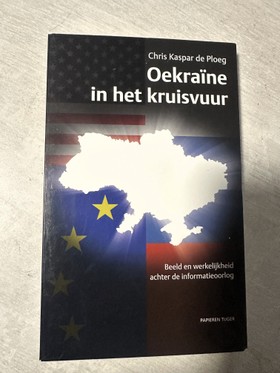 Chris Kaspar de Ploeg
Oekraïne
in het kruisvuur
Beeld en werkelijkheid
achter de informatieoorlog
PAPIEREN TIJGER